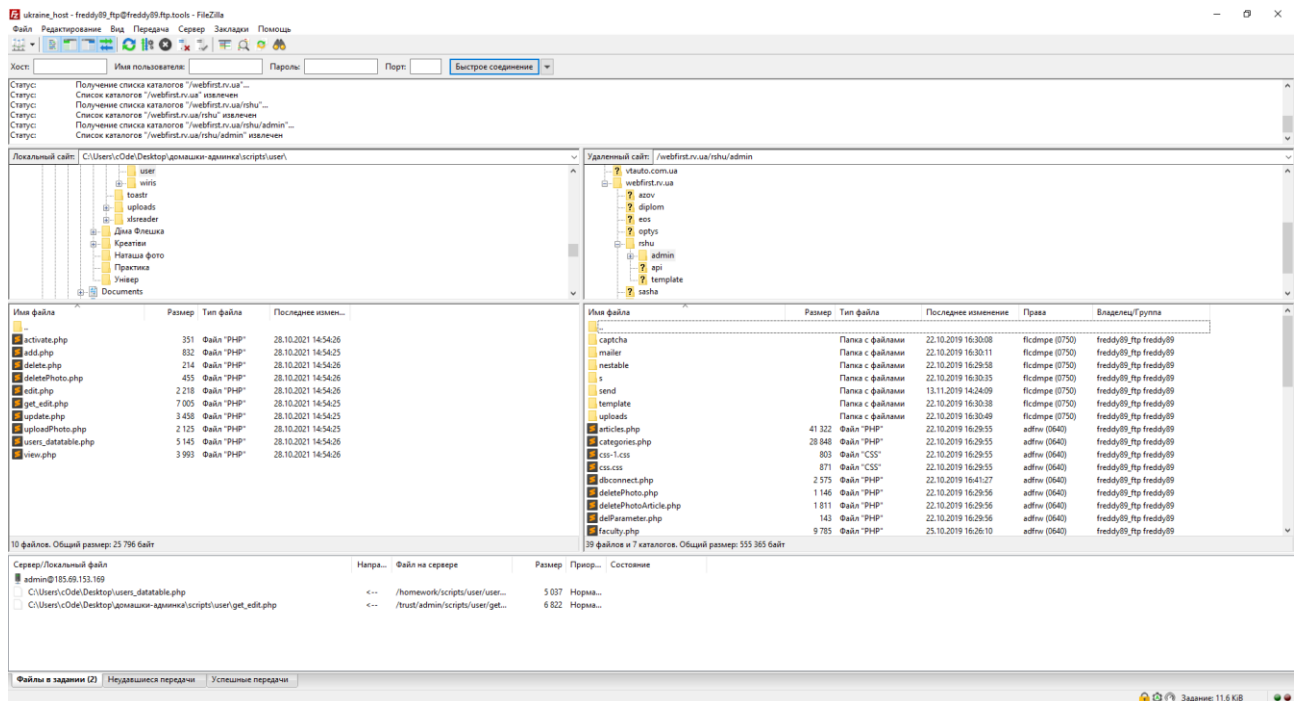 ukraine_host - freddy89_ftp@freddy89.ftp.tools - FileZilla
Файл Редактирование Вид Передача Сервер Закладки Помощь
Хост: Имя пользователя: Пароль: Порт: Быстрое соединение
Статус: Получение списка каталогов "/webfirst.rv.ua"...
Статус: Список каталогов "/webfirst.rv.ua" извлечен
Статус: Получение списка каталогов "/webfirst.rv.ua/rshu"...
Статус: Список каталогов "/webfirst.rv.ua/rshu" извлечен
Статус: Получение списка каталогов "/webfirst.rv.ua/rshu/admin"...
Статус: Список каталогов "/webfirst.rv.ua/rshu/admin" извлечен
Локальный сайт: C:\Users\cOde\Desktop\домашки-админка\scripts\user\
user
wiris
toastr
uploads
xlsreader
Діма Флешка
Креативи
Наташа фото
Практика
Універ
Documents
Удаленный сайт: /webfirst.rv.ua/rshu/admin
vtauto.com.ua
webfirst.rv.ua
azov
diplom
eos
optys
rshu
admin
api
template
sasha
Имя файла Размер Тип файла Последнее измен...
..
activate.php 351 Файл "PHP" 28.10.2021 14:54:26
add.php 832 Файл "PHP" 28.10.2021 14:54:25
delete.php 214 Файл "PHP" 28.10.2021 14:54:26
deletePhoto.php 455 Файл "PHP" 28.10.2021 14:54:26
edit.php 2 218 Файл "PHP" 28.10.2021 14:54:26
get_edit.php 7 005 Файл "PHP" 28.10.2021 14:54:26
update.php 3 458 Файл "PHP" 28.10.2021 14:54:25
uploadPhoto.php 2 125 Файл "PHP" 28.10.2021 14:54:25
users_datatable.php 5 145 Файл "PHP" 28.10.2021 14:54:26
view.php 3 993 Файл "PHP" 28.10.2021 14:54:26
10 файлов. Общий размер: 25 796 байт
Имя файла Размер Тип файла Последнее изменение Права Владелец/Группа
..
captcha Папка с файлами 22.10.2019 16:30:08 flcdmpe (0750) freddy89_ftp freddy89
mailer Папка с файлами 22.10.2019 16:30:11 flcdmpe (0750) freddy89_ftp freddy89
nestable Папка с файлами 22.10.2019 16:29:58 flcdmpe (0750) freddy89_ftp freddy89
s Папка с файлами 22.10.2019 16:30:35 flcdmpe (0750) freddy89_ftp freddy89
send Папка с файлами 13.11.2019 14:24:09 flcdmpe (0750) freddy89_ftp freddy89
template Папка с файлами 22.10.2019 16:30:38 flcdmpe (0750) freddy89_ftp freddy89
uploads Папка с файлами 22.10.2019 16:30:49 flcdmpe (0750) freddy89_ftp freddy89
articles.php 41 322 Файл "PHP" 22.10.2019 16:29:55 adfrw (0640) freddy89_ftp freddy89
categories.php 28 848 Файл "PHP" 22.10.2019 16:29:55 adfrw (0640) freddy89_ftp freddy89
css-1.css 803 Файл "CSS" 22.10.2019 16:29:55 adfrw (0640) freddy89_ftp freddy89
css.css 871 Файл "CSS" 22.10.2019 16:29:55 adfrw (0640) freddy89_ftp freddy89
dbconnect.php 2 575 Файл "PHP" 22.10.2019 16:41:27 adfrw (0640) freddy89_ftp freddy89
deletePhoto.php 1 146 Файл "PHP" 22.10.2019 16:29:56 adfrw (0640) freddy89_ftp freddy89
deletePhotoArticle.php 1 811 Файл "PHP" 22.10.2019 16:29:56 adfrw (0640) freddy89_ftp freddy89
delParameter.php 143 Файл "PHP" 22.10.2019 16:29:56 adfrw (0640) freddy89_ftp freddy89
faculty.php 9 785 Файл "PHP" 25.10.2019 16:26:10 adfrw (0640) freddy89_ftp freddy89
39 файлов и 7 каталогов. Общий размер: 555 365 байт
Сервер/Локальный файл Напра... Файл на сервере Размер Приор... Состояние
admin@185.69.153.169
C:\Users\cOde\Desktop\users_datatable.php <-- /homework/scripts/user/user... 5 037 Норма...
C:\Users\cOde\Desktop\домашки-админка\scripts\user\get_edit.php <-- /trust/admin/scripts/user/get... 6 822 Норма...
Файлы в задании (2) Неудавшиеся передачи Успешные передачи
Задание: 11.6 KiB